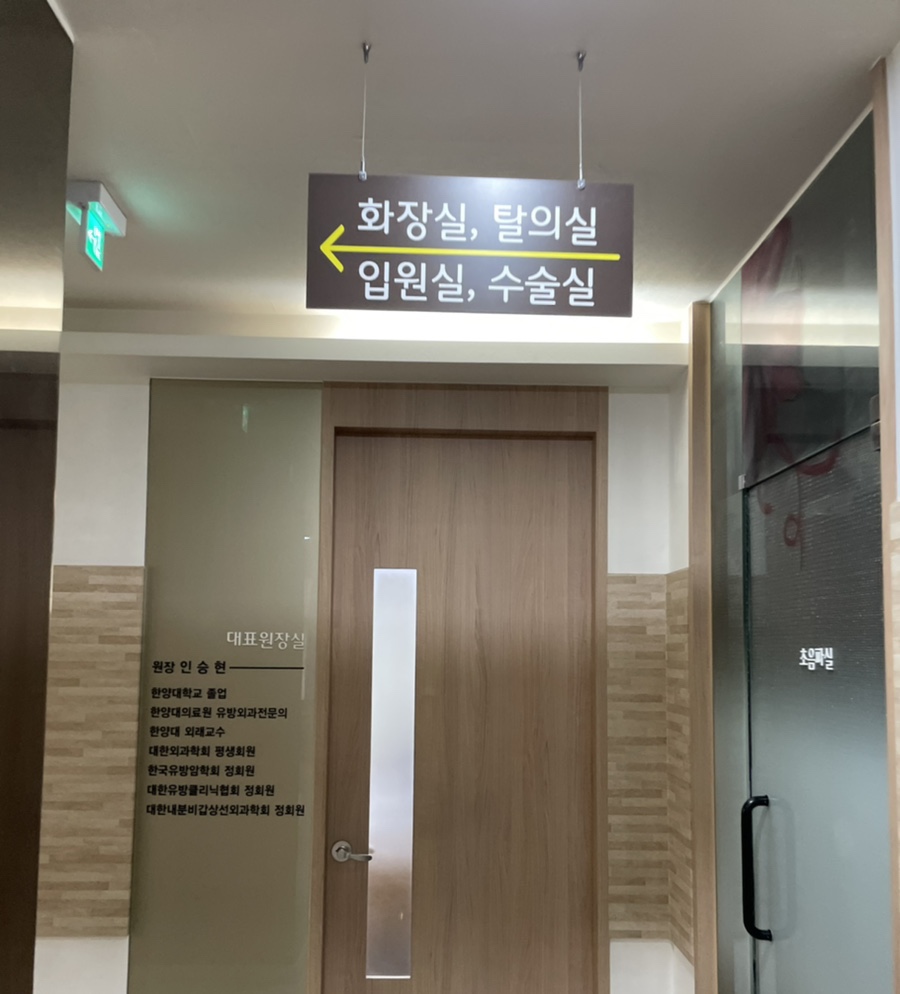 화장실, 탈의실
입원실, 수술실
대표원장실
원장 인 승 현
한양대학교 졸업
한양대의료원 유방외과전문의
한양대 외래교수
대한외과학회 평생회원
한국유방암학회 정회원
대한유방클리닉협회 정회원
대한내분비갑상선외과학회 정회원
초음파실